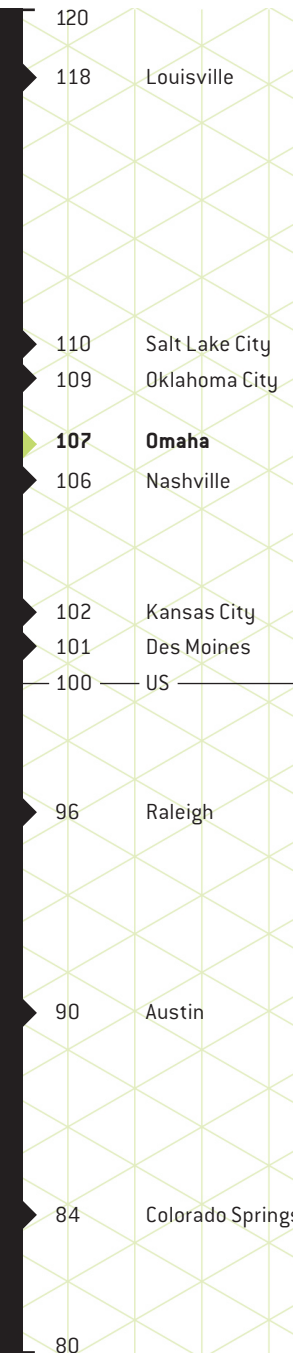 120
118 Louisville
110 Salt Lake City
109 Oklahoma City
107 Omaha
106 Nashville
102 Kansas City
101 Des Moines
100 US
96 Raleigh
90 Austin
84 Colorado Springs
80